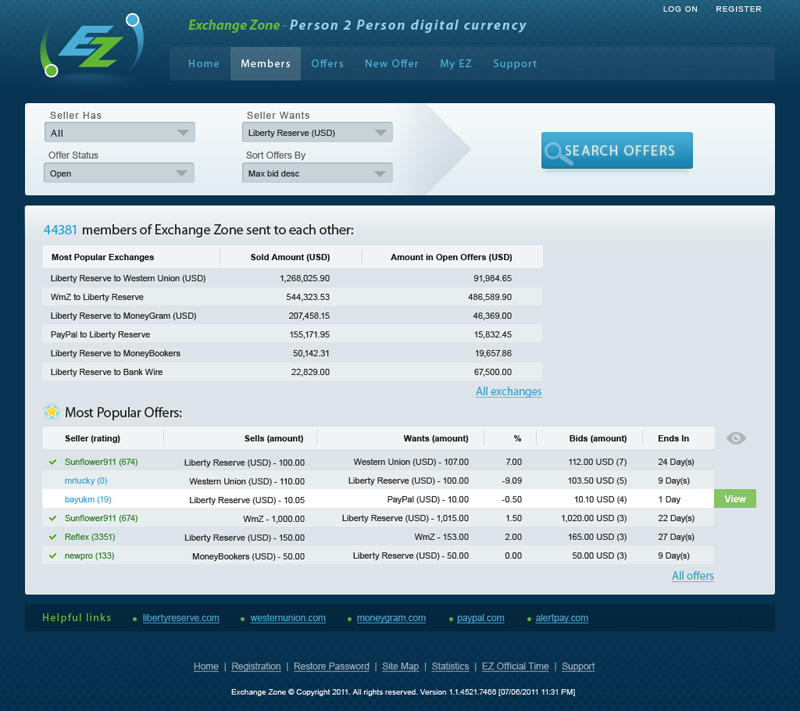 LOG ON REGISTER
EZ
Exchange Zone - Person 2 Person digital currency
Home Members Offers New Offer My EZ Support
Seller Has Seller Wants
All Liberty Reserve (USD)
SEARCH OFFERS
Offer Status Sort Offers By
Open Max bid desc
44381 members of Exchange Zone sent to each other:
Most Popular Exchanges Sold Amount (USD) Amount in Open Offers (USD)
Liberty Reserve to Western Union (USD) 1,268,025.90 91,984.65
WmZ to Liberty Reserve 544,323.53 486,589.90
Liberty Reserve to MoneyGram (USD) 207,458.15 46,369.00
PayPal to Liberty Reserve 155,171.95 15,832.45
Liberty Reserve to MoneyBookers 50,142.31 19,657.86
Liberty Reserve to Bank Wire 22,829.00 67,500.00
All exchanges
Most Popular Offers:
Seller (rating) Sells (amount) Wants (amount) % Bids (amount) Ends In
Sunflower911 (674) Liberty Reserve (USD) - 100.00 Western Union (USD) - 107.00 7.00 112.00 USD (7) 24 Day(s)
mrlucky (0) Western Union (USD) - 110.00 Liberty Reserve (USD) - 100.00 -9.09 103.50 USD (5) 9 Day(s)
bayukm (19) Liberty Reserve (USD) - 10.05 PayPal (USD) - 10.00 -0.50 10.10 USD (4) 1 Day View
Sunflower911 (674) WmZ - 1,000.00 Liberty Reserve (USD) - 1,015.00 1.50 1,020.00 USD (3) 22 Day(s)
Reflex (3351) Liberty Reserve (USD) - 150.00 WmZ - 153.00 2.00 165.00 USD (3) 27 Day(s)
newpro (133) MoneyBookers (USD) - 50.00 Liberty Reserve (USD) - 50.00 0.00 50.00 USD (3) 9 Day(s)
All offers
Helpful links • libertyreserve.com • westernunion.com • moneygram.com • paypal.com • alertpay.com
Home | Registration | Restore Password | Site Map | Statistics | EZ Official Time | Support
Exchange Zone © Copyright 2011. All rights reserved. Version 1.1.4521.7466 [07/06/2011 11:31 PM]